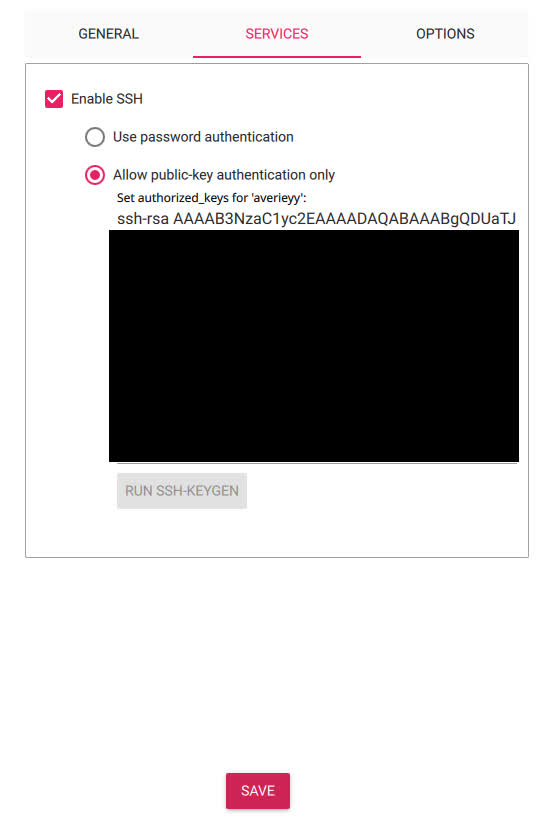 GENERAL SERVICES OPTIONS
Enable SSH
Use password authentication
Allow public-key authentication only
Set authorized_keys for 'averieyy':
ssh-rsa AAAAB3NzaC1yc2EAAAADAQABAAABgQDUaTJ
RUN SSH-KEYGEN
SAVE